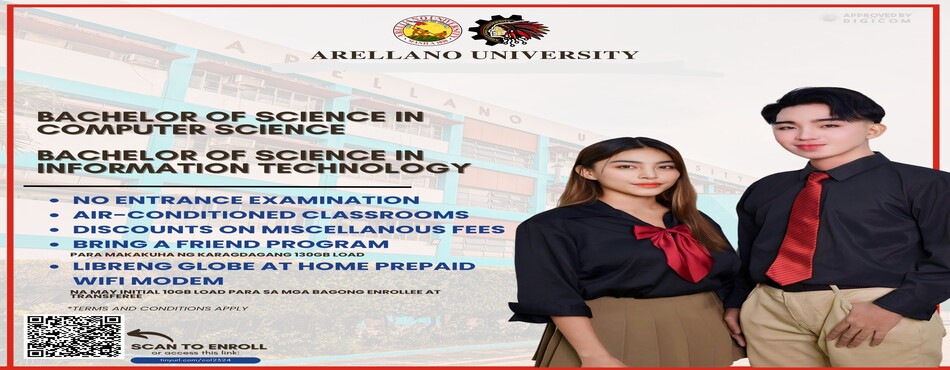 APPROVED BY
DIGICOM
ARELLANO UNIVERSITY
ARELLANO UNIVERSITY
BACHELOR OF SCIENCE IN
COMPUTER SCIENCE
BACHELOR OF SCIENCE IN
INFORMATION TECHNOLOGY
• NO ENTRANCE EXAMINATION
• AIR-CONDITIONED CLASSROOMS
• DISCOUNTS ON MISCELLANOUS FEES
• BRING A FRIEND PROGRAM
PARA MAKAKUHA NG KARAGDAGANG 130GB LOAD
• LIBRENG GLOBE AT HOME PREPAID
WIFI MODEM
NA MAY INITIAL 10GB LOAD PARA SA MGA BAGONG ENROLLEE AT
TRANSFEREE
*TERMS AND CONDITIONS APPLY
SCAN TO ENROLL
or access this link: